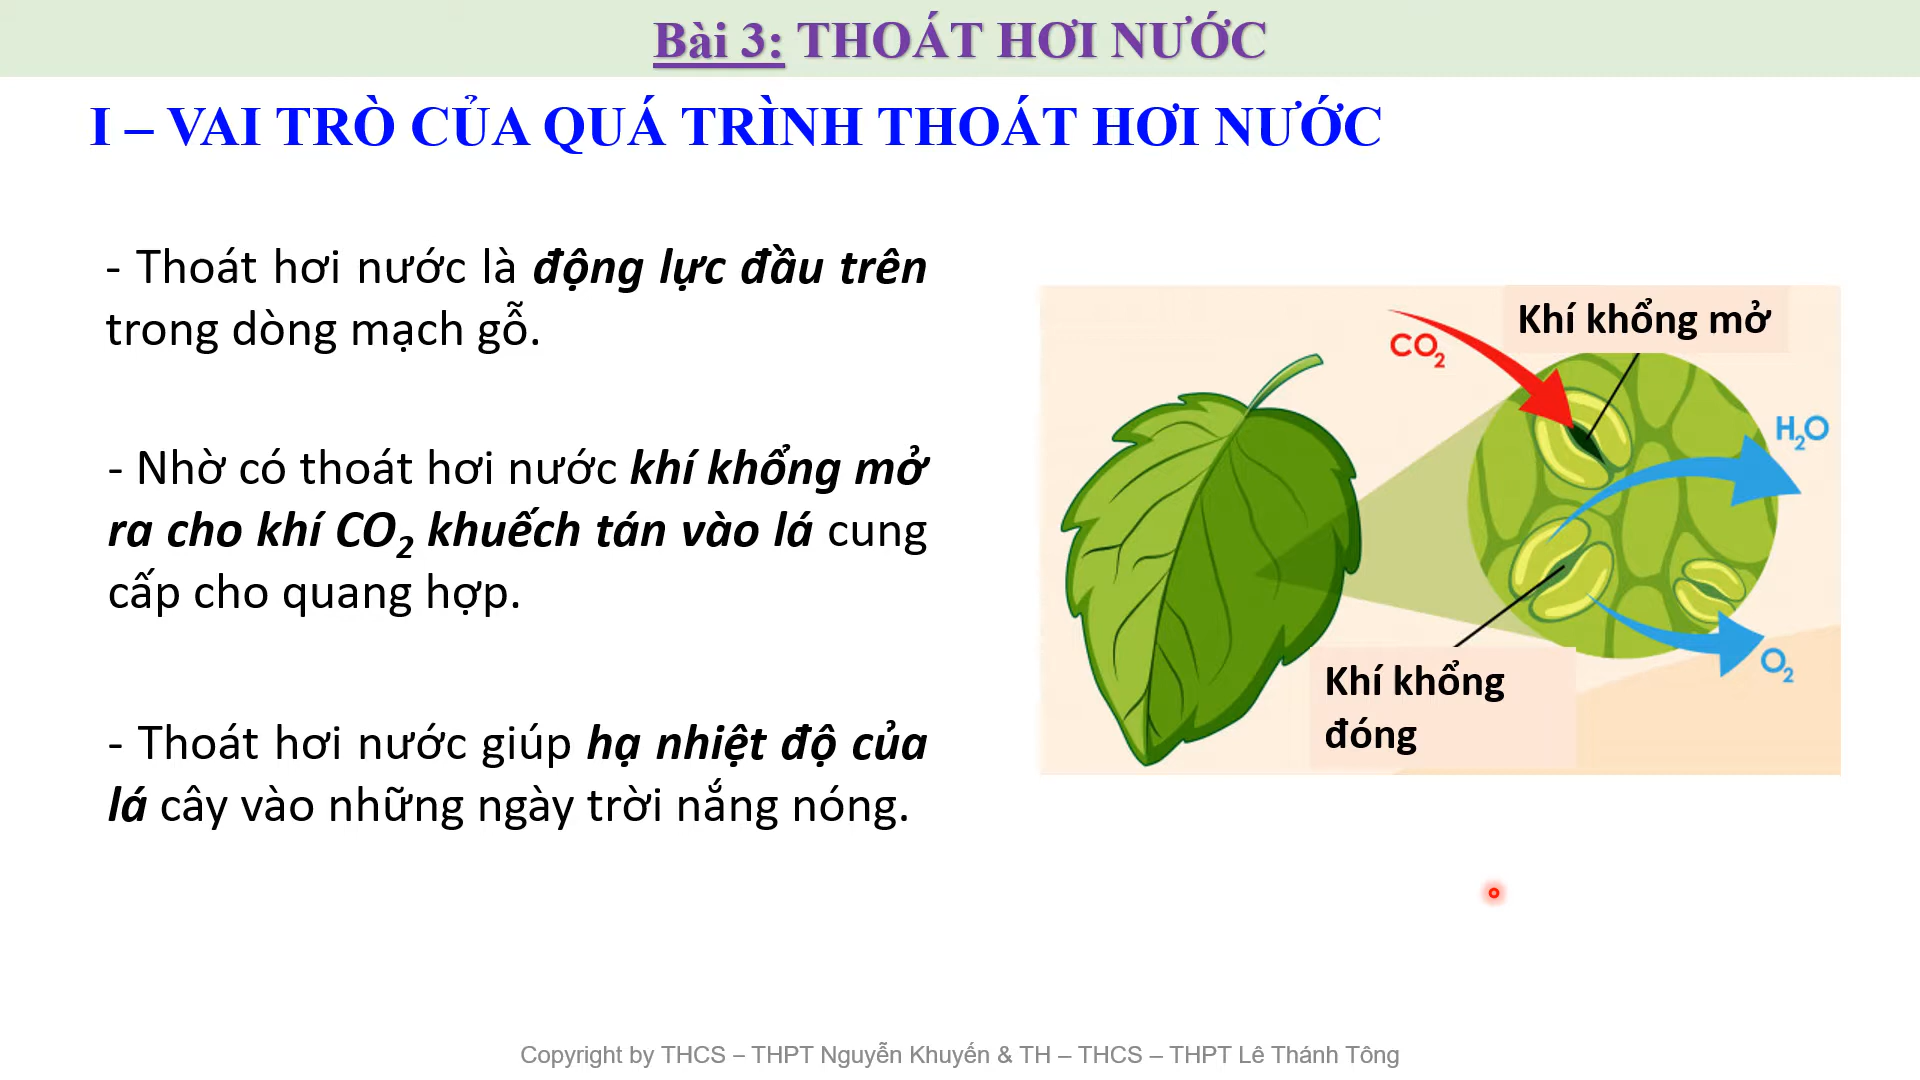 Bài 3: THOÁT HƠI NƯỚC
I – VAI TRÒ CỦA QUÁ TRÌNH THOÁT HƠI NƯỚC
- Thoát hơi nước là động lực đầu trên
trong dòng mạch gỗ.
- Nhờ có thoát hơi nước khí khổng mở
ra cho khí CO₂ khuếch tán vào lá cung
cấp cho quang hợp.
- Thoát hơi nước giúp hạ nhiệt độ của
lá cây vào những ngày trời nắng nóng.
Khí khổng mở
CO₂
H₂O
O₂
Khí khổng
đóng
Copyright by THCS – THPT Nguyễn Khuyến & TH – THCS – THPT Lê Thánh Tông